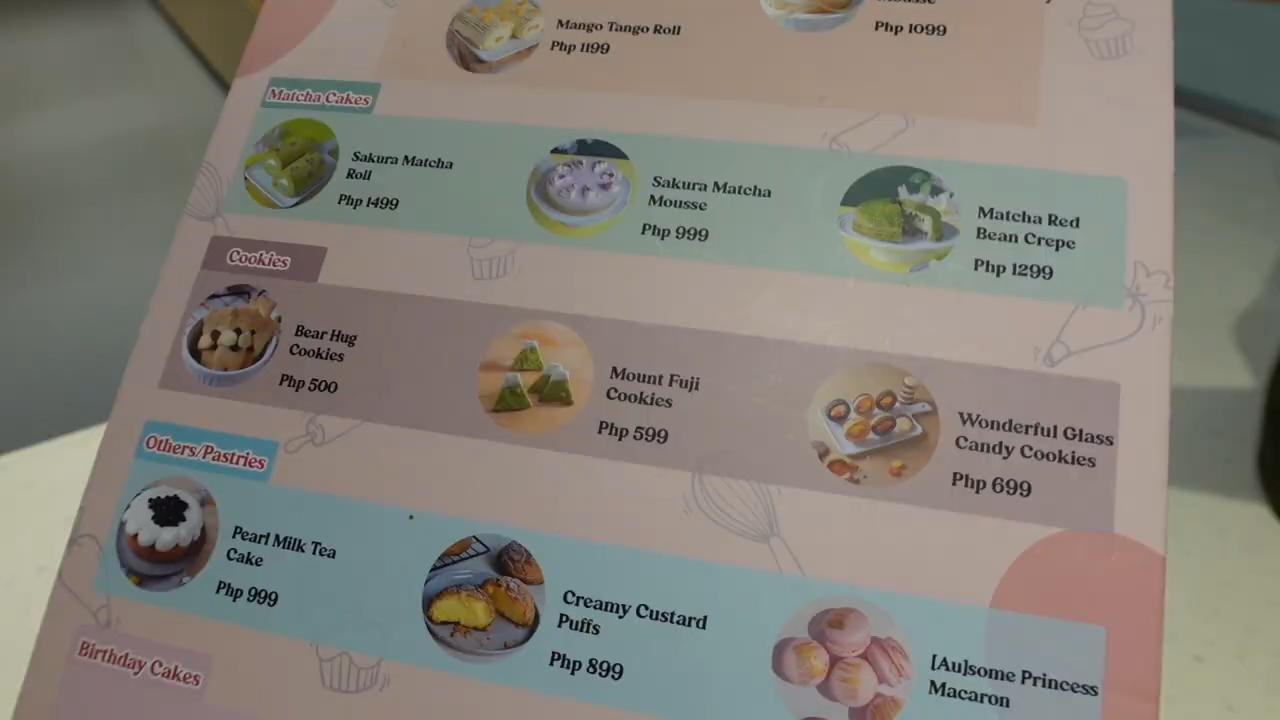 Mousse
Mango Tango Roll
Php 1199
Php 1099
Matcha Cakes
Sakura Matcha
Roll
Php 1499
Sakura Matcha
Mousse
Php 999
Matcha Red
Bean Crepe
Php 1299
Cookies
Bear Hug
Cookies
Php 500
Mount Fuji
Cookies
Php 599
Wonderful Glass
Candy Cookies
Php 699
Others/Pastries
Pearl Milk Tea
Cake
Php 999
Creamy Custard
Puffs
Php 899
[Au]some Princess
Macaron
Birthday Cakes